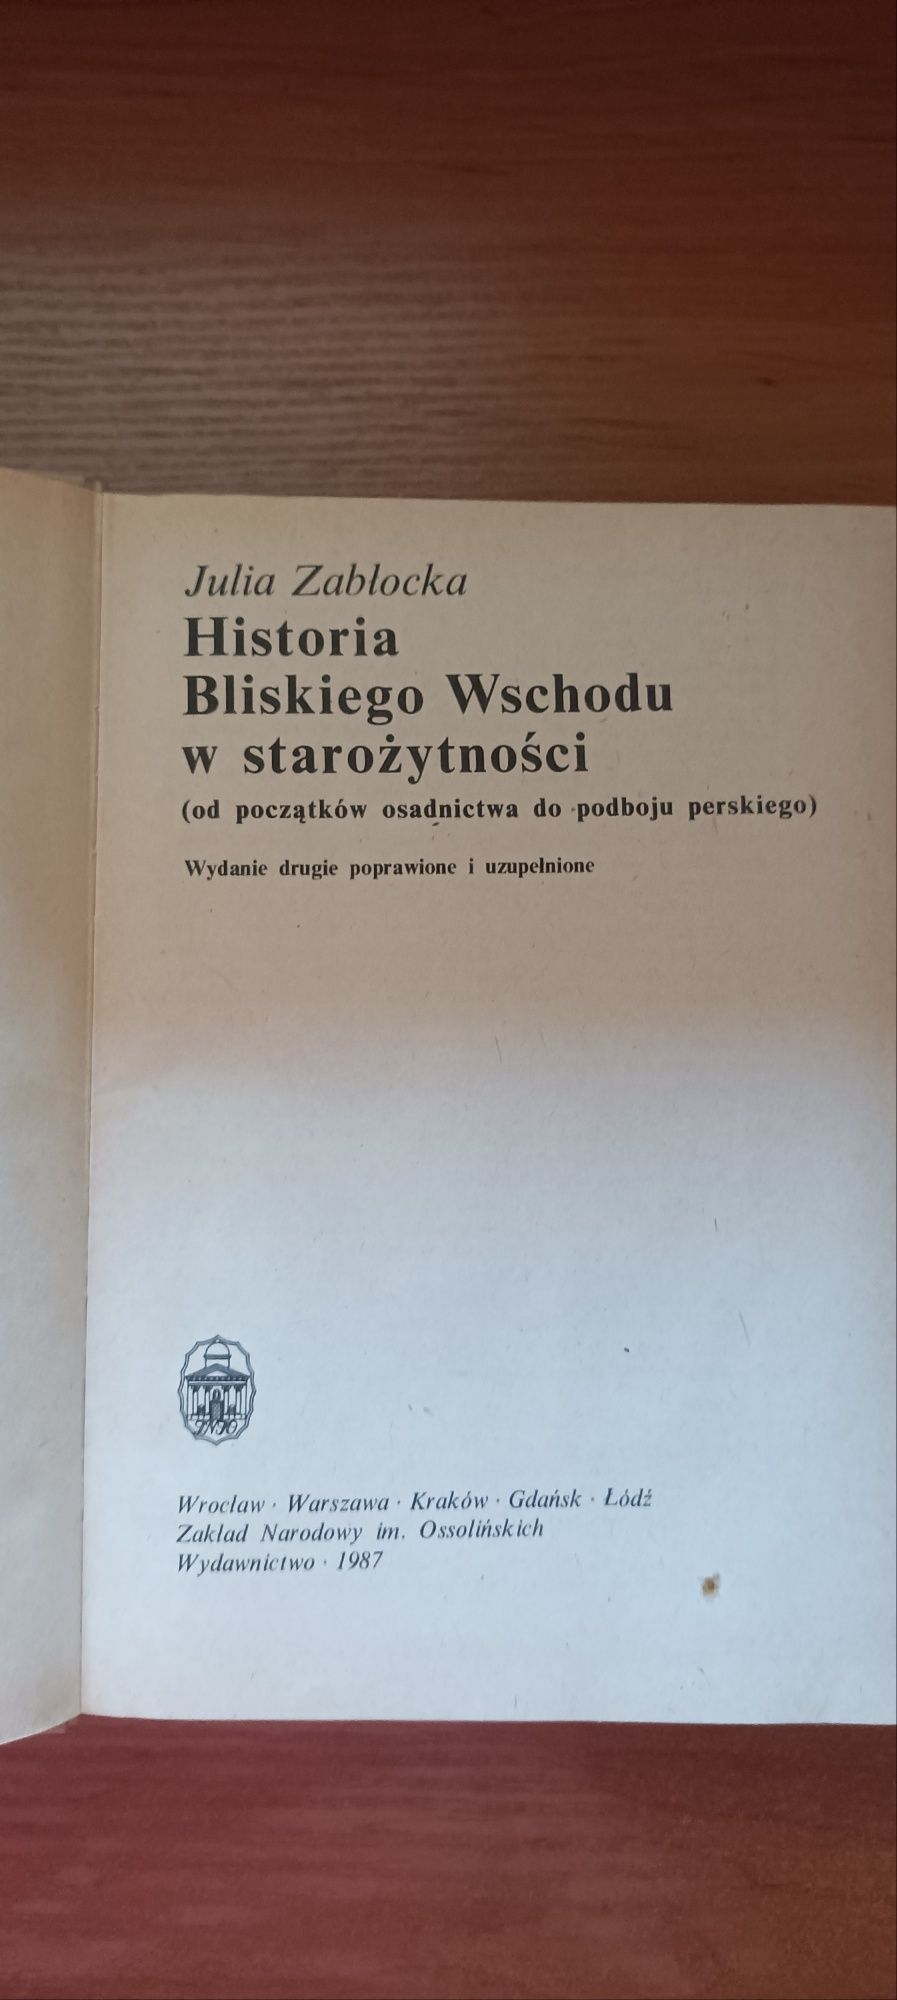 Julia Zabłocka
Historia
Bliskiego Wschodu
w starożytności
(od początków osadnictwa do podboju perskiego)
Wydanie drugie poprawione i uzupełnione
ZNiO
Wrocław · Warszawa · Kraków · Gdańsk · Łódź
Zakład Narodowy im. Ossolińskich
Wydawnictwo · 1987